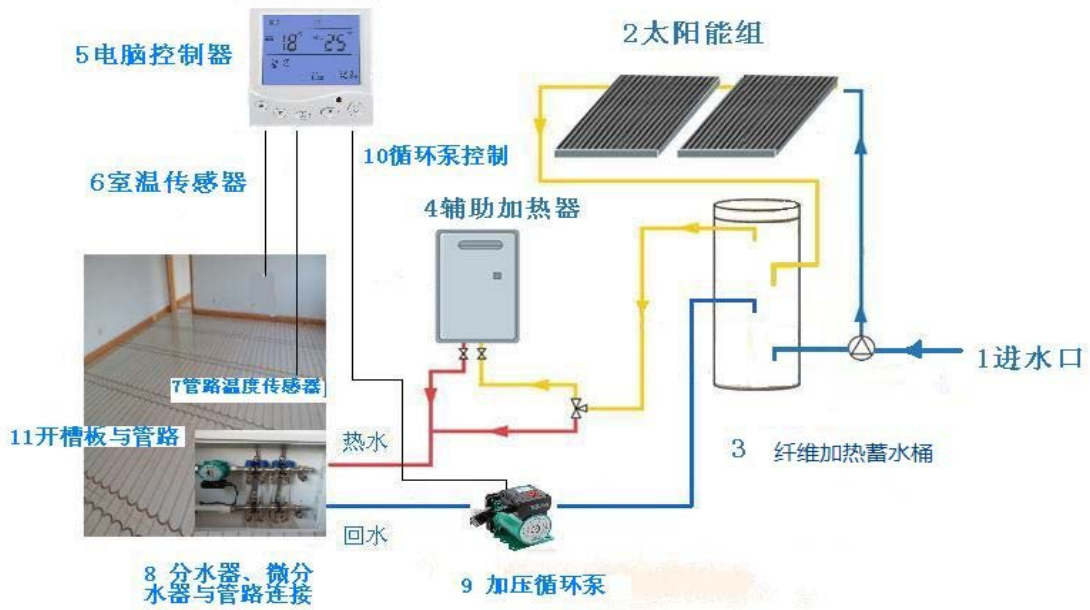 5电脑控制器
18 25
2太阳能组
10循环泵控制
6室温传感器
4辅助加热器
1进水口
7管路温度传感器
11开槽板与管路
热水
3 纤维加热蓄水桶
回水
8 分水器、微分
水器与管路连接
9 加压循环泵